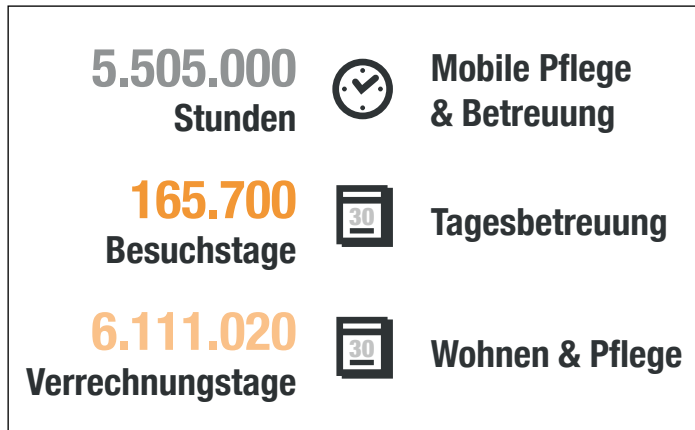 5.505.000
Stunden
Mobile Pflege
& Betreuung
165.700
Besuchstage
30
Tagesbetreuung
6.111.020
Verrechnungstage
30
Wohnen & Pflege